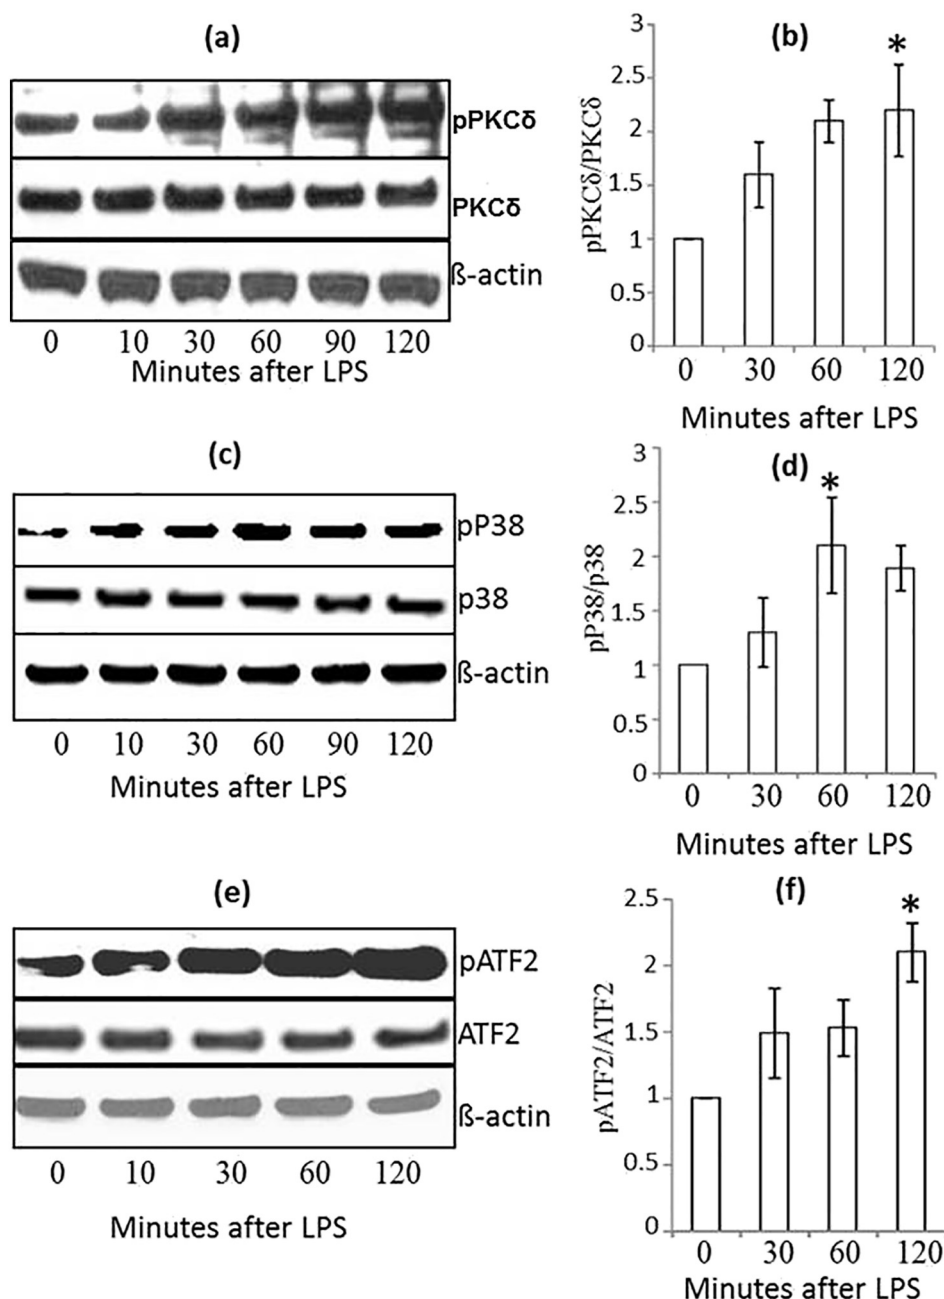 (a)
pPKCδ
PKCδ
ß-actin
0 10 30 60 90 120
Minutes after LPS
(b)
*
pPKCδ/PKCδ
3
2.5
2
1.5
1
0.5
0
0 30 60 120
Minutes after LPS
(c)
pP38
p38
ß-actin
0 10 30 60 90 120
Minutes after LPS
(d)
*
pP38/p38
3
2.5
2
1.5
1
0.5
0
0 30 60 120
Minutes after LPS
(e)
pATF2
ATF2
ß-actin
0 10 30 60 120
Minutes after LPS
(f)
*
pATF2/ATF2
2.5
2
1.5
1
0.5
0
0 30 60 120
Minutes after LPS